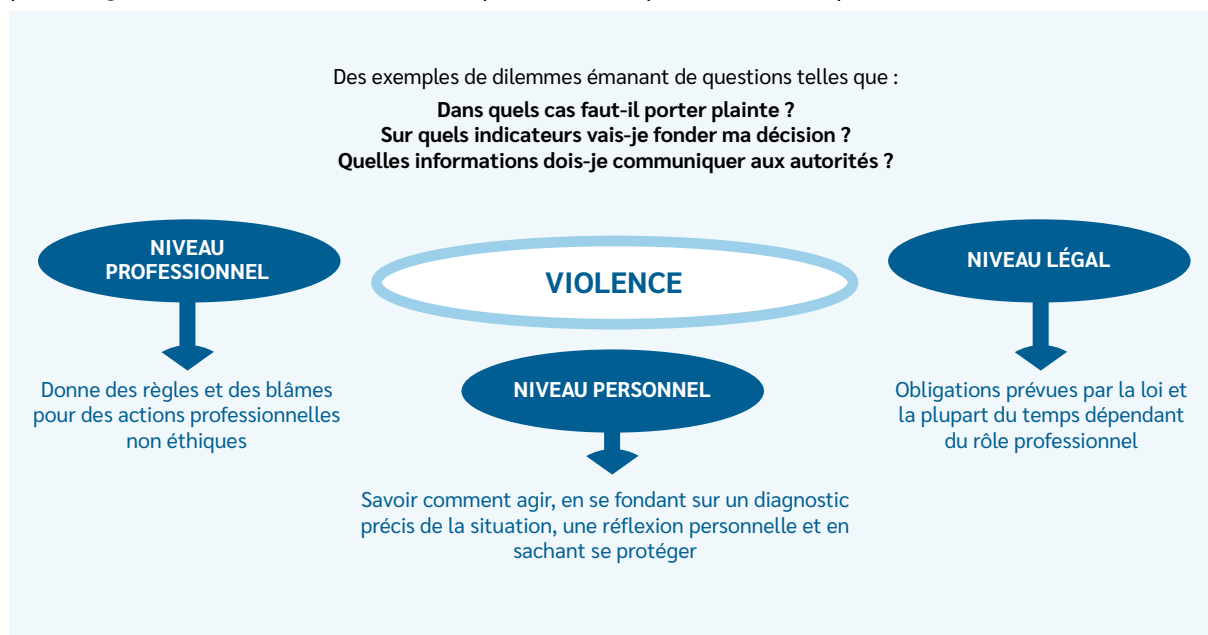 Des exemples de dilemmes émanant de questions telles que :
Dans quels cas faut-il porter plainte ?
Sur quels indicateurs vais-je fonder ma décision ?
Quelles informations dois-je communiquer aux autorités ?
NIVEAU
PROFESSIONNEL
VIOLENCE
NIVEAU LÉGAL
Donne des règles et des blâmes
pour des actions professionnelles
non éthiques
NIVEAU PERSONNEL
Obligations prévues par la loi et
la plupart du temps dépendant
du rôle professionnel
Savoir comment agir, en se fondant sur un diagnostic
précis de la situation, une réflexion personnelle et en
sachant se protéger